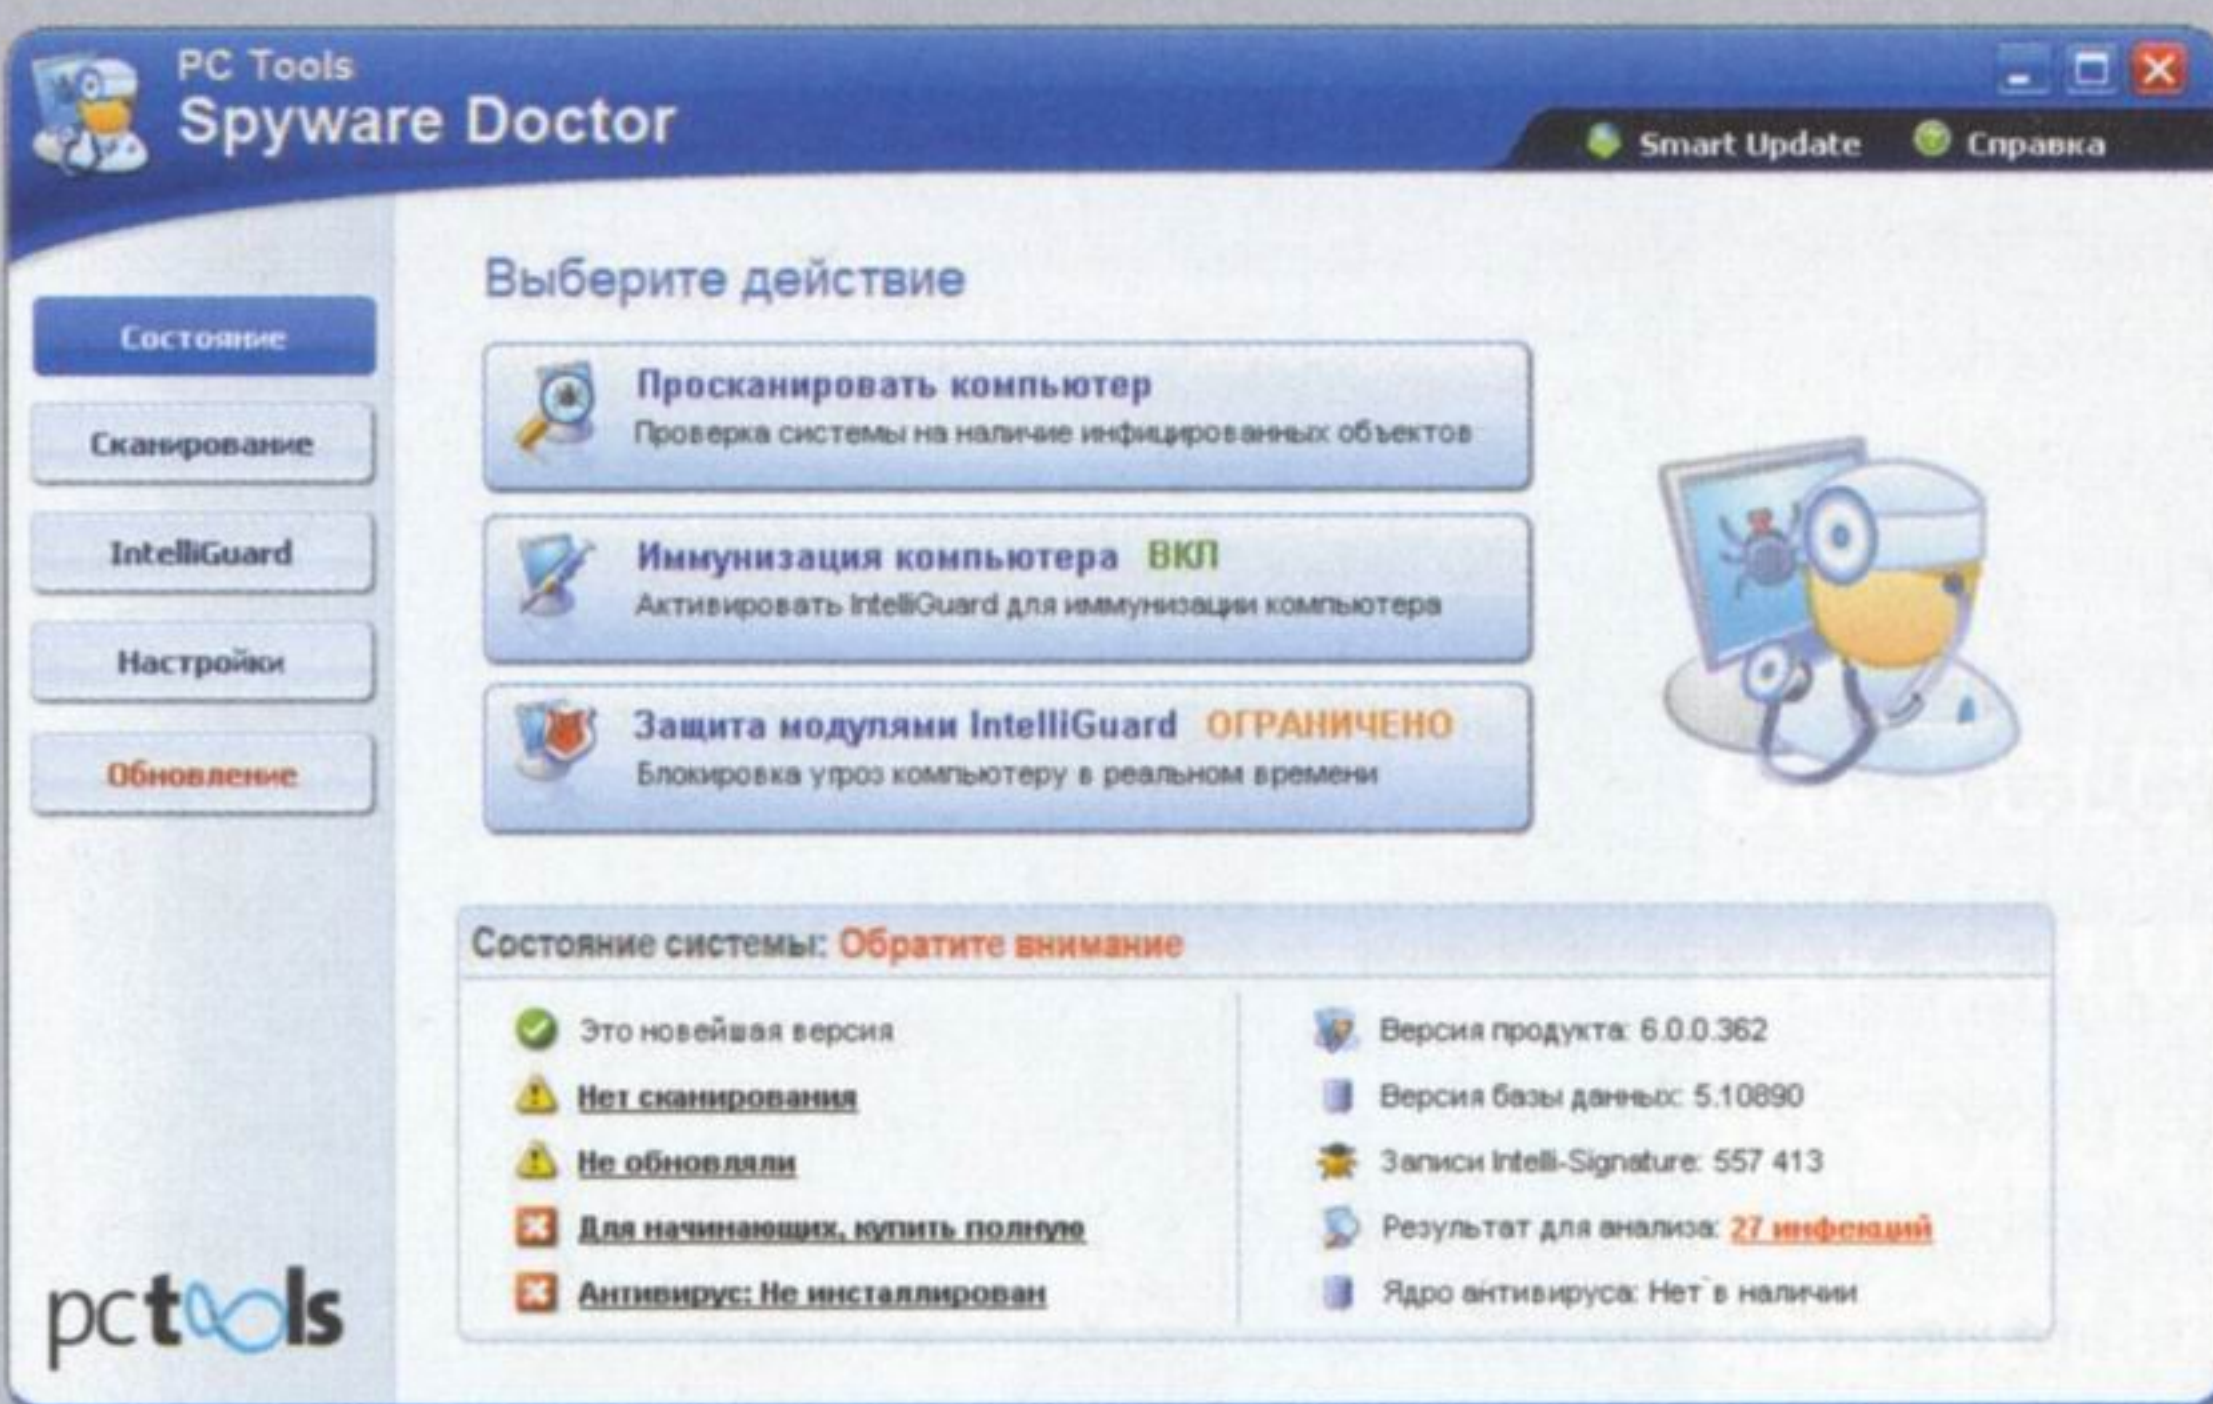 PC Tools
Spyware Doctor
Smart Update
Справка
Состояние
Сканирование
IntelliGuard
Настройки
Обновление
Выберите действие
Просканировать компьютер
Проверка системы на наличие инфицированных объектов
Иммунизация компьютера ВКЛ
Активировать IntelliGuard для иммунизации компьютера
Защита модулями IntelliGuard ОГРАНИЧЕНО
Блокировка угроз компьютеру в реальном времени
Состояние системы: Обратите внимание
Это новейшая версия
Нет сканирования
Не обновляли
Для начинающих, купить полную
Антивирус: Не инсталлирован
Версия продукта: 6.0.0.362
Версия базы данных: 5.10890
Записи Intelli-Signature: 557 413
Результат для анализа: 27 инфекций
Ядро антивируса: Нет в наличии
pctools